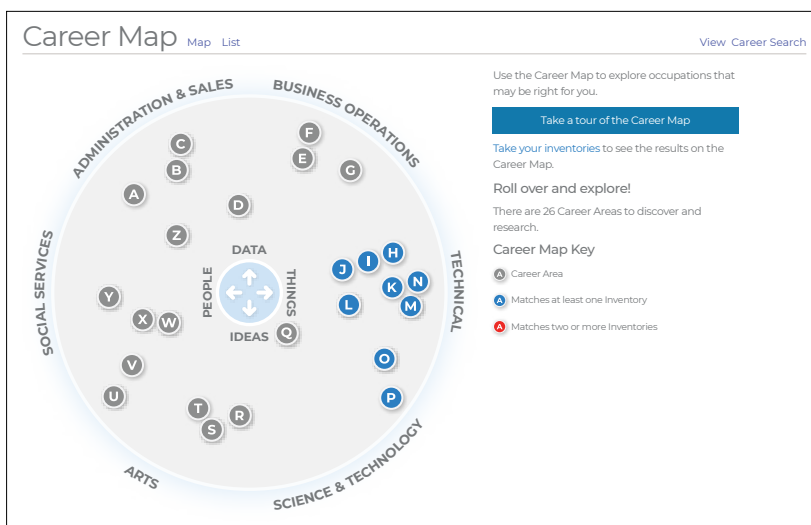 Career Map Map List
View Career Search
ADMINISTRATION & SALES
BUSINESS OPERATIONS
TECHNICAL
SCIENCE & TECHNOLOGY
ARTS
SOCIAL SERVICES
F
C
E
B
G
A
D
Z
H
I
J
N
K
Y
L
M
X
W
Q
O
V
U
P
T
R
S
DATA
PEOPLE
THINGS
IDEAS
Use the Career Map to explore occupations that
may be right for you.
Take a tour of the Career Map
Take your inventories to see the results on the
Career Map.
Roll over and explore!
There are 26 Career Areas to discover and
research.
Career Map Key
A Career Area
A Matches at least one Inventory
A Matches two or more Inventories